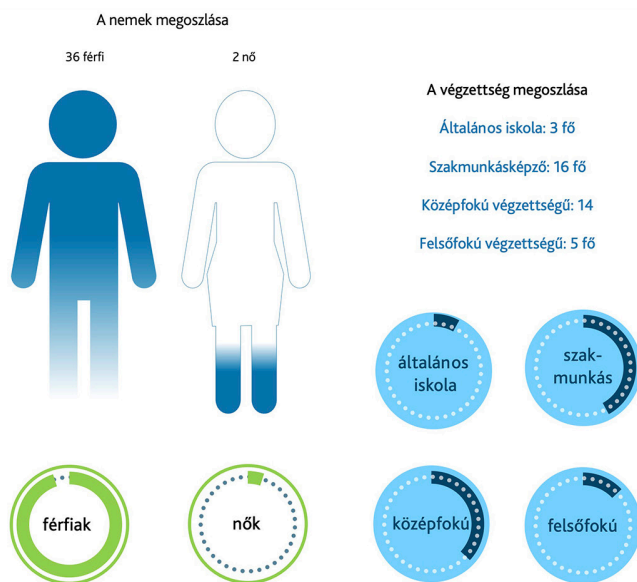 A nemek megoszlása
36 férfi
2 nő
A végzettség megoszlása
Általános iskola: 3 fő
Szakmunkásképző: 16 fő
Középfokú végzettségű: 14
Felsőfokú végzettségű: 5 fő
általános
iskola
szak-
munkás
férfiak
nők
középfokú
felsőfokú